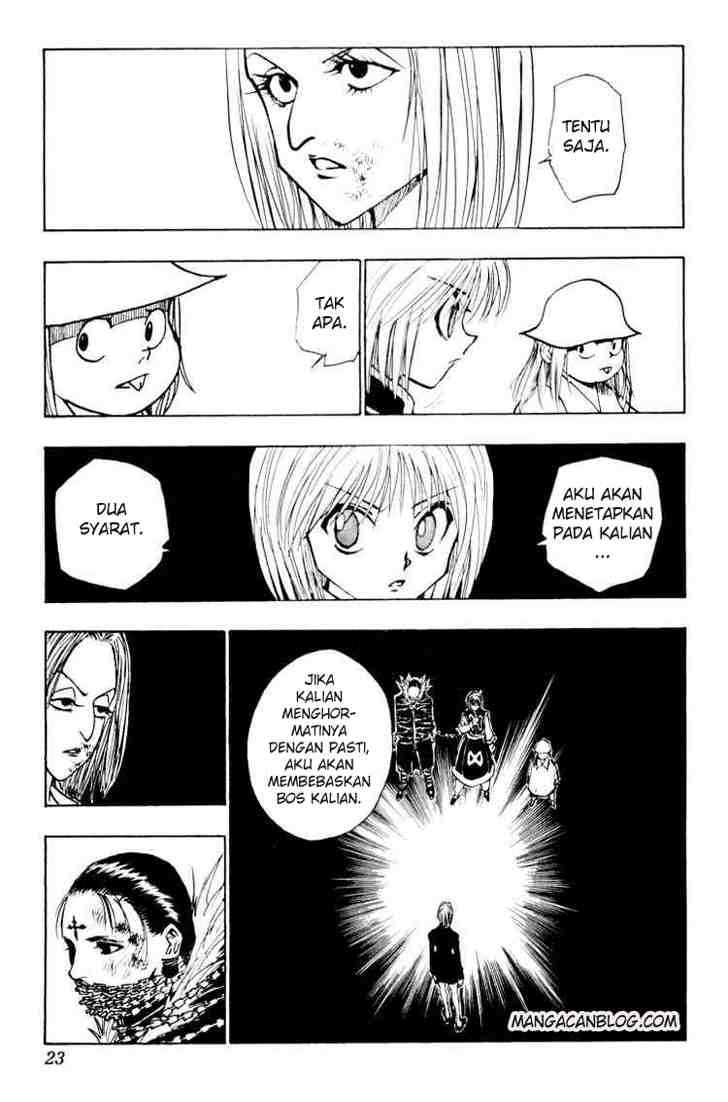 TENTU
SAJA.
TAK
APA.
DUA
SYARAT.
AKU AKAN
MENETAPKAN
PADA KALIAN
...
JIKA
KALIAN
MENGHOR-
MATINYA
DENGAN PASTI,
AKU AKAN
MEMBEBASKAN
BOS KALIAN.
MANGACANBLOG.COM
23